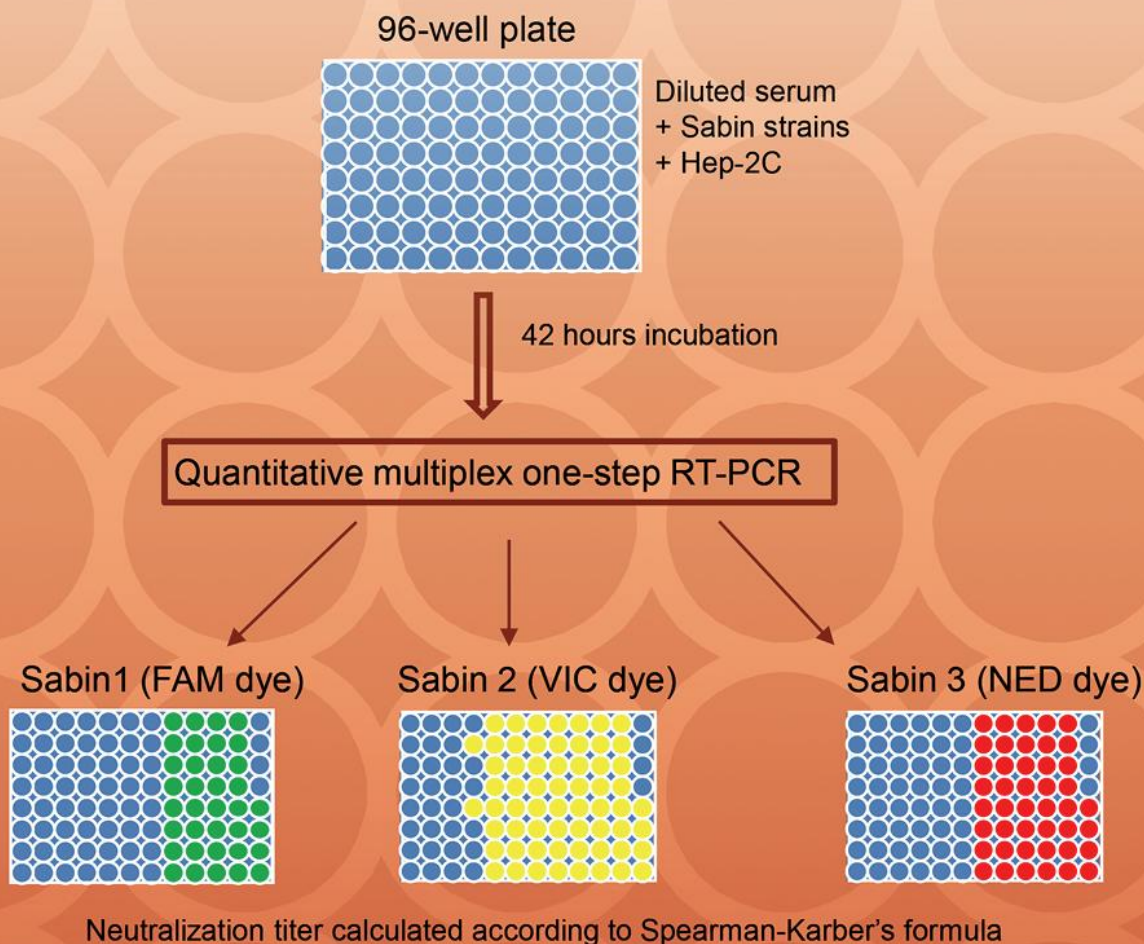 96-well plate
Diluted serum
+ Sabin strains
+ Hep-2C
42 hours incubation
Quantitative multiplex one-step RT-PCR
Sabin1 (FAM dye)
Sabin 2 (VIC dye)
Sabin 3 (NED dye)
Neutralization titer calculated according to Spearman-Karber's formula